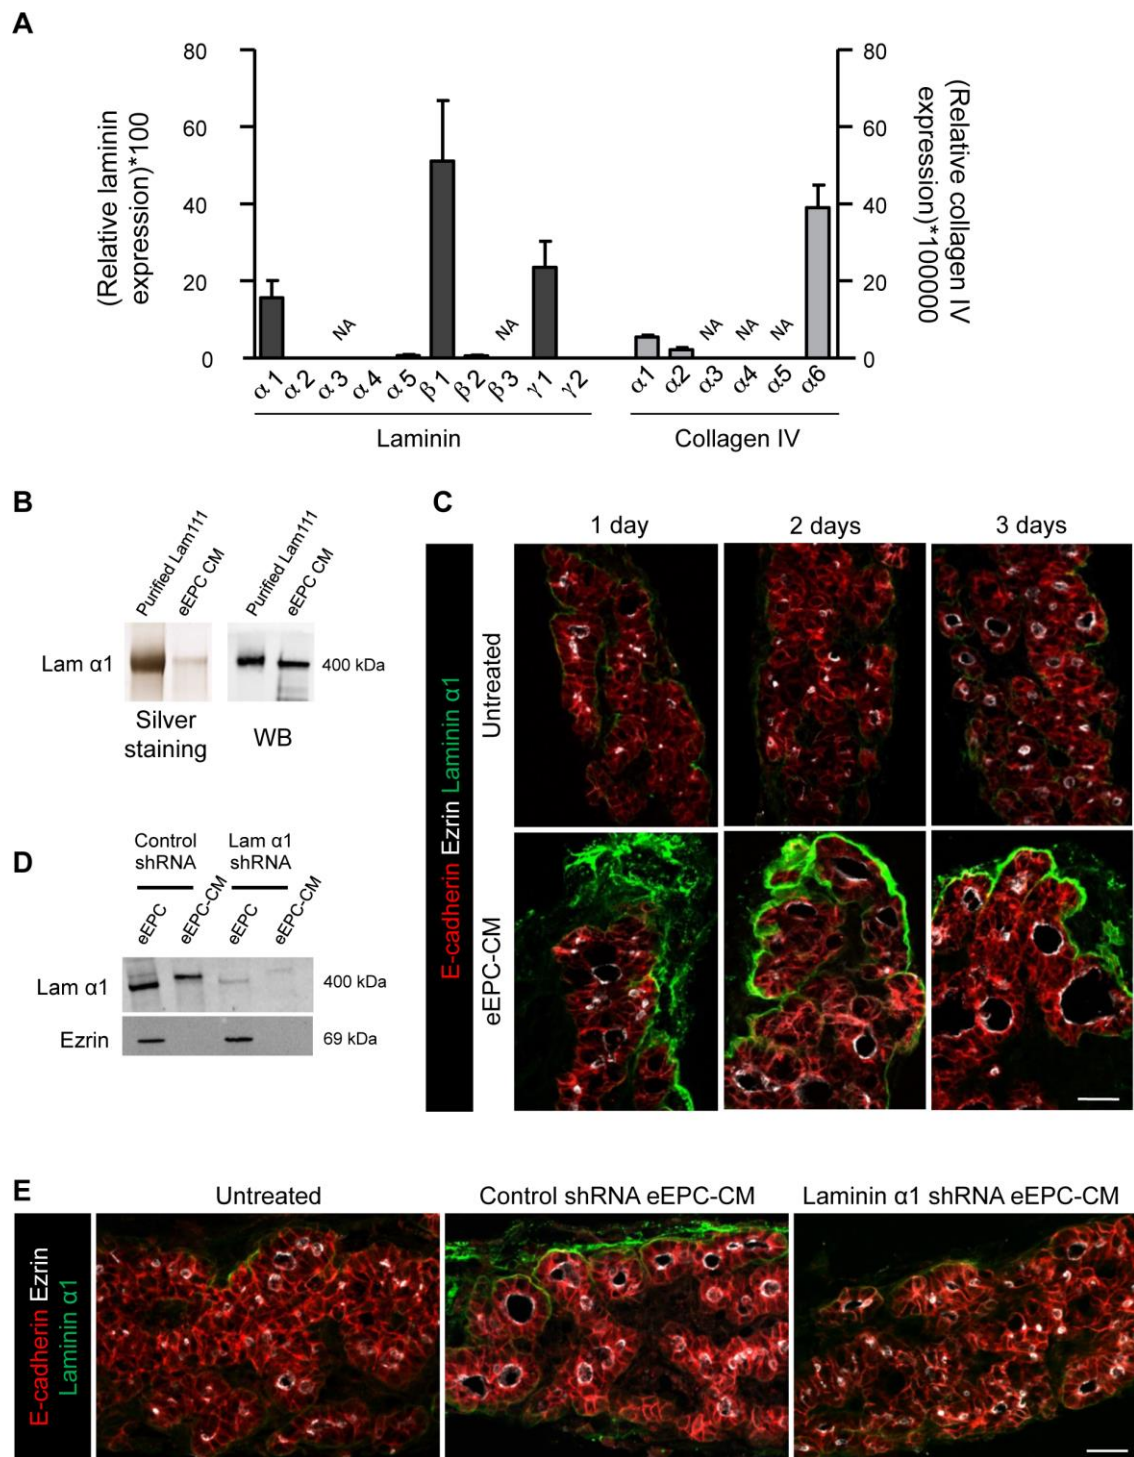 A
80
60
40
20
0
(Relative laminin
expression)*100
NA
NA
NA
NA
NA
80
60
40
20
0
(Relative collagen IV
expression)*100000
α1 α2 α3 α4 α5 β1 β2 β3 γ1 γ2
α1 α2 α3 α4 α5 α6
Laminin
Collagen IV
B
Purified Lam111
eEPC CM
Purified Lam111
eEPC CM
Lam α1
400 kDa
Silver
staining
WB
C
1 day
2 days
3 days
E-cadherin Ezrin Laminin α1
Untreated
eEPC-CM
D
Control
shRNA
Lam α1
shRNA
eEPC
eEPC-CM
eEPC
eEPC-CM
Lam α1
400 kDa
Ezrin
69 kDa
E
Untreated
Control shRNA eEPC-CM
Laminin α1 shRNA eEPC-CM
E-cadherin Ezrin
Laminin α1